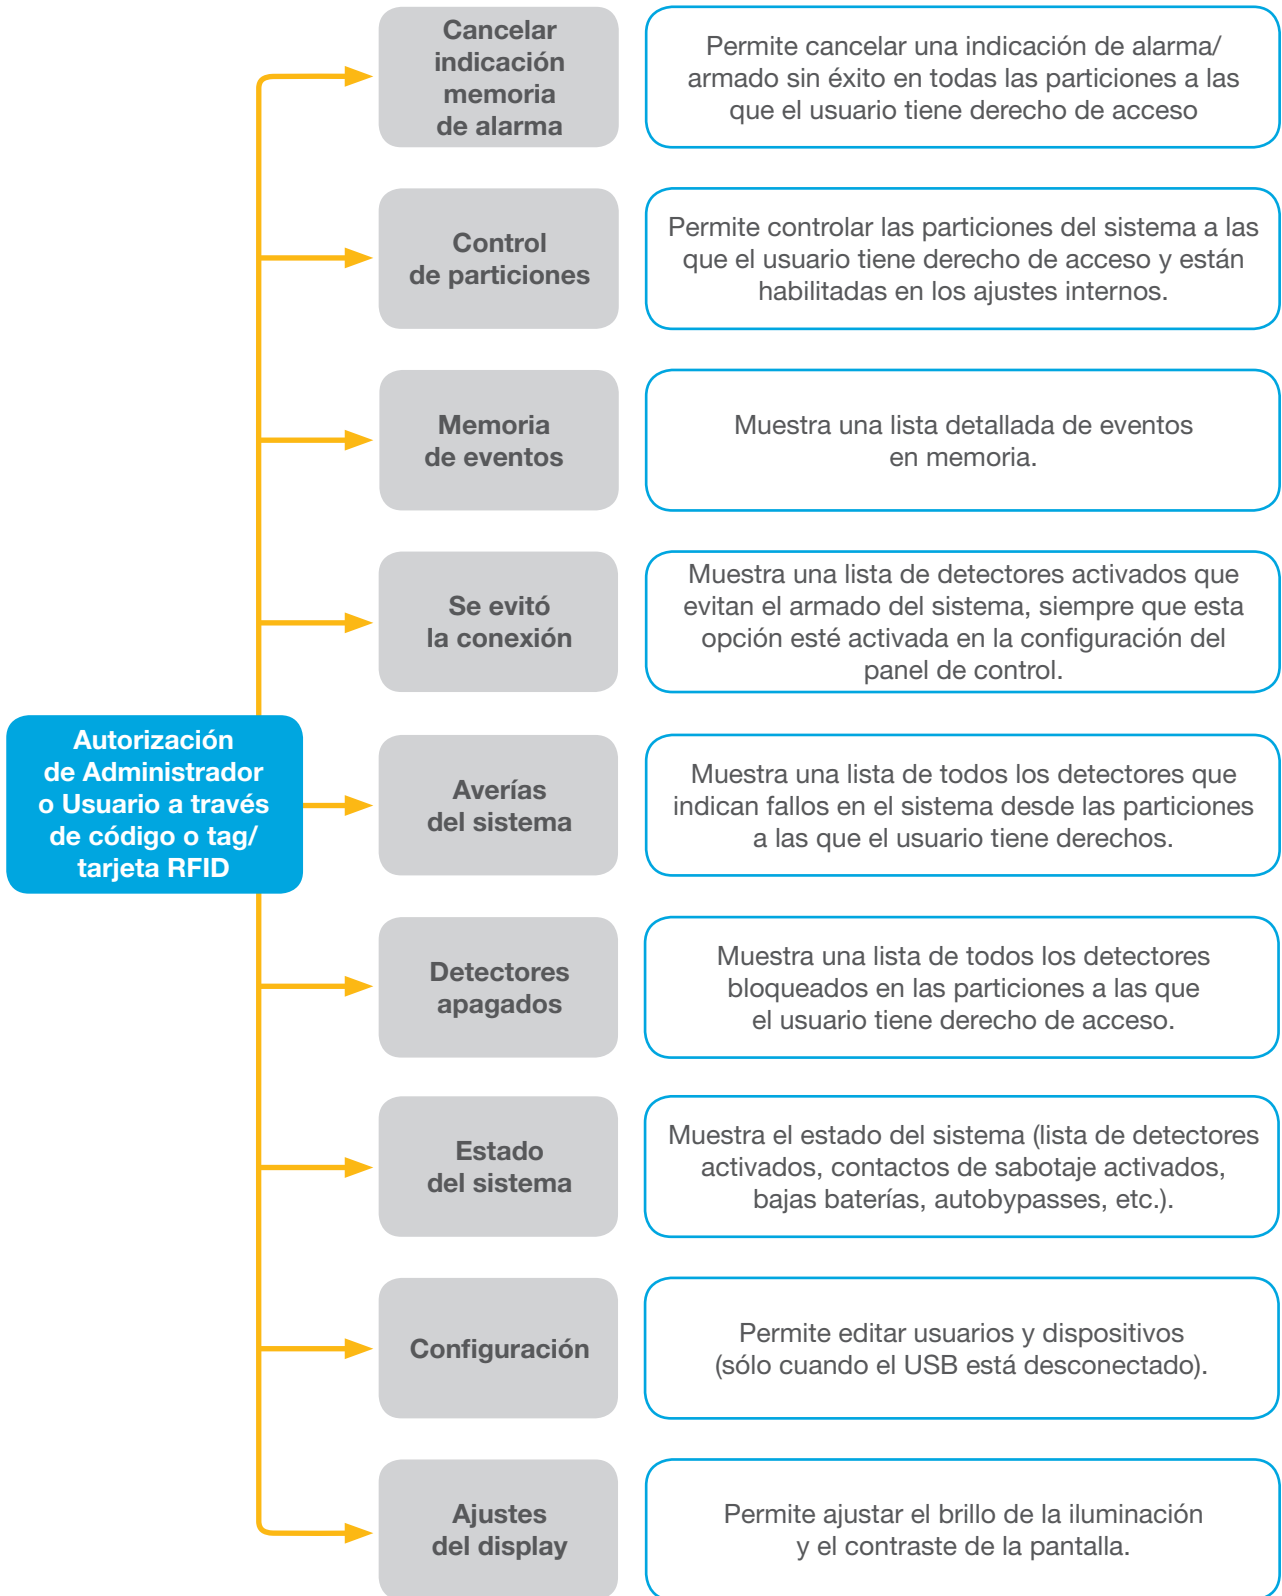 Cancelar
indicación
memoria
de alarma
Permite cancelar una indicación de alarma/
armado sin éxito en todas las particiones a las
que el usuario tiene derecho de acceso
Control
de particiones
Permite controlar las particiones del sistema a las
que el usuario tiene derecho de acceso y están
habilitadas en los ajustes internos.
Memoria
de eventos
Muestra una lista detallada de eventos
en memoria.
Se evitó
la conexión
Muestra una lista de detectores activados que
evitan el armado del sistema, siempre que esta
opción esté activada en la configuración del
panel de control.
Autorización
de Administrador
o Usuario a través
de código o tag/
tarjeta RFID
Averías
del sistema
Muestra una lista de todos los detectores que
indican fallos en el sistema desde las particiones
a las que el usuario tiene derechos.
Detectores
apagados
Muestra una lista de todos los detectores
bloqueados en las particiones a las que
el usuario tiene derecho de acceso.
Estado
del sistema
Muestra el estado del sistema (lista de detectores
activados, contactos de sabotaje activados,
bajas baterías, autobypasses, etc.).
Configuración
Permite editar usuarios y dispositivos
(sólo cuando el USB está desconectado).
Ajustes
del display
Permite ajustar el brillo de la iluminación
y el contraste de la pantalla.